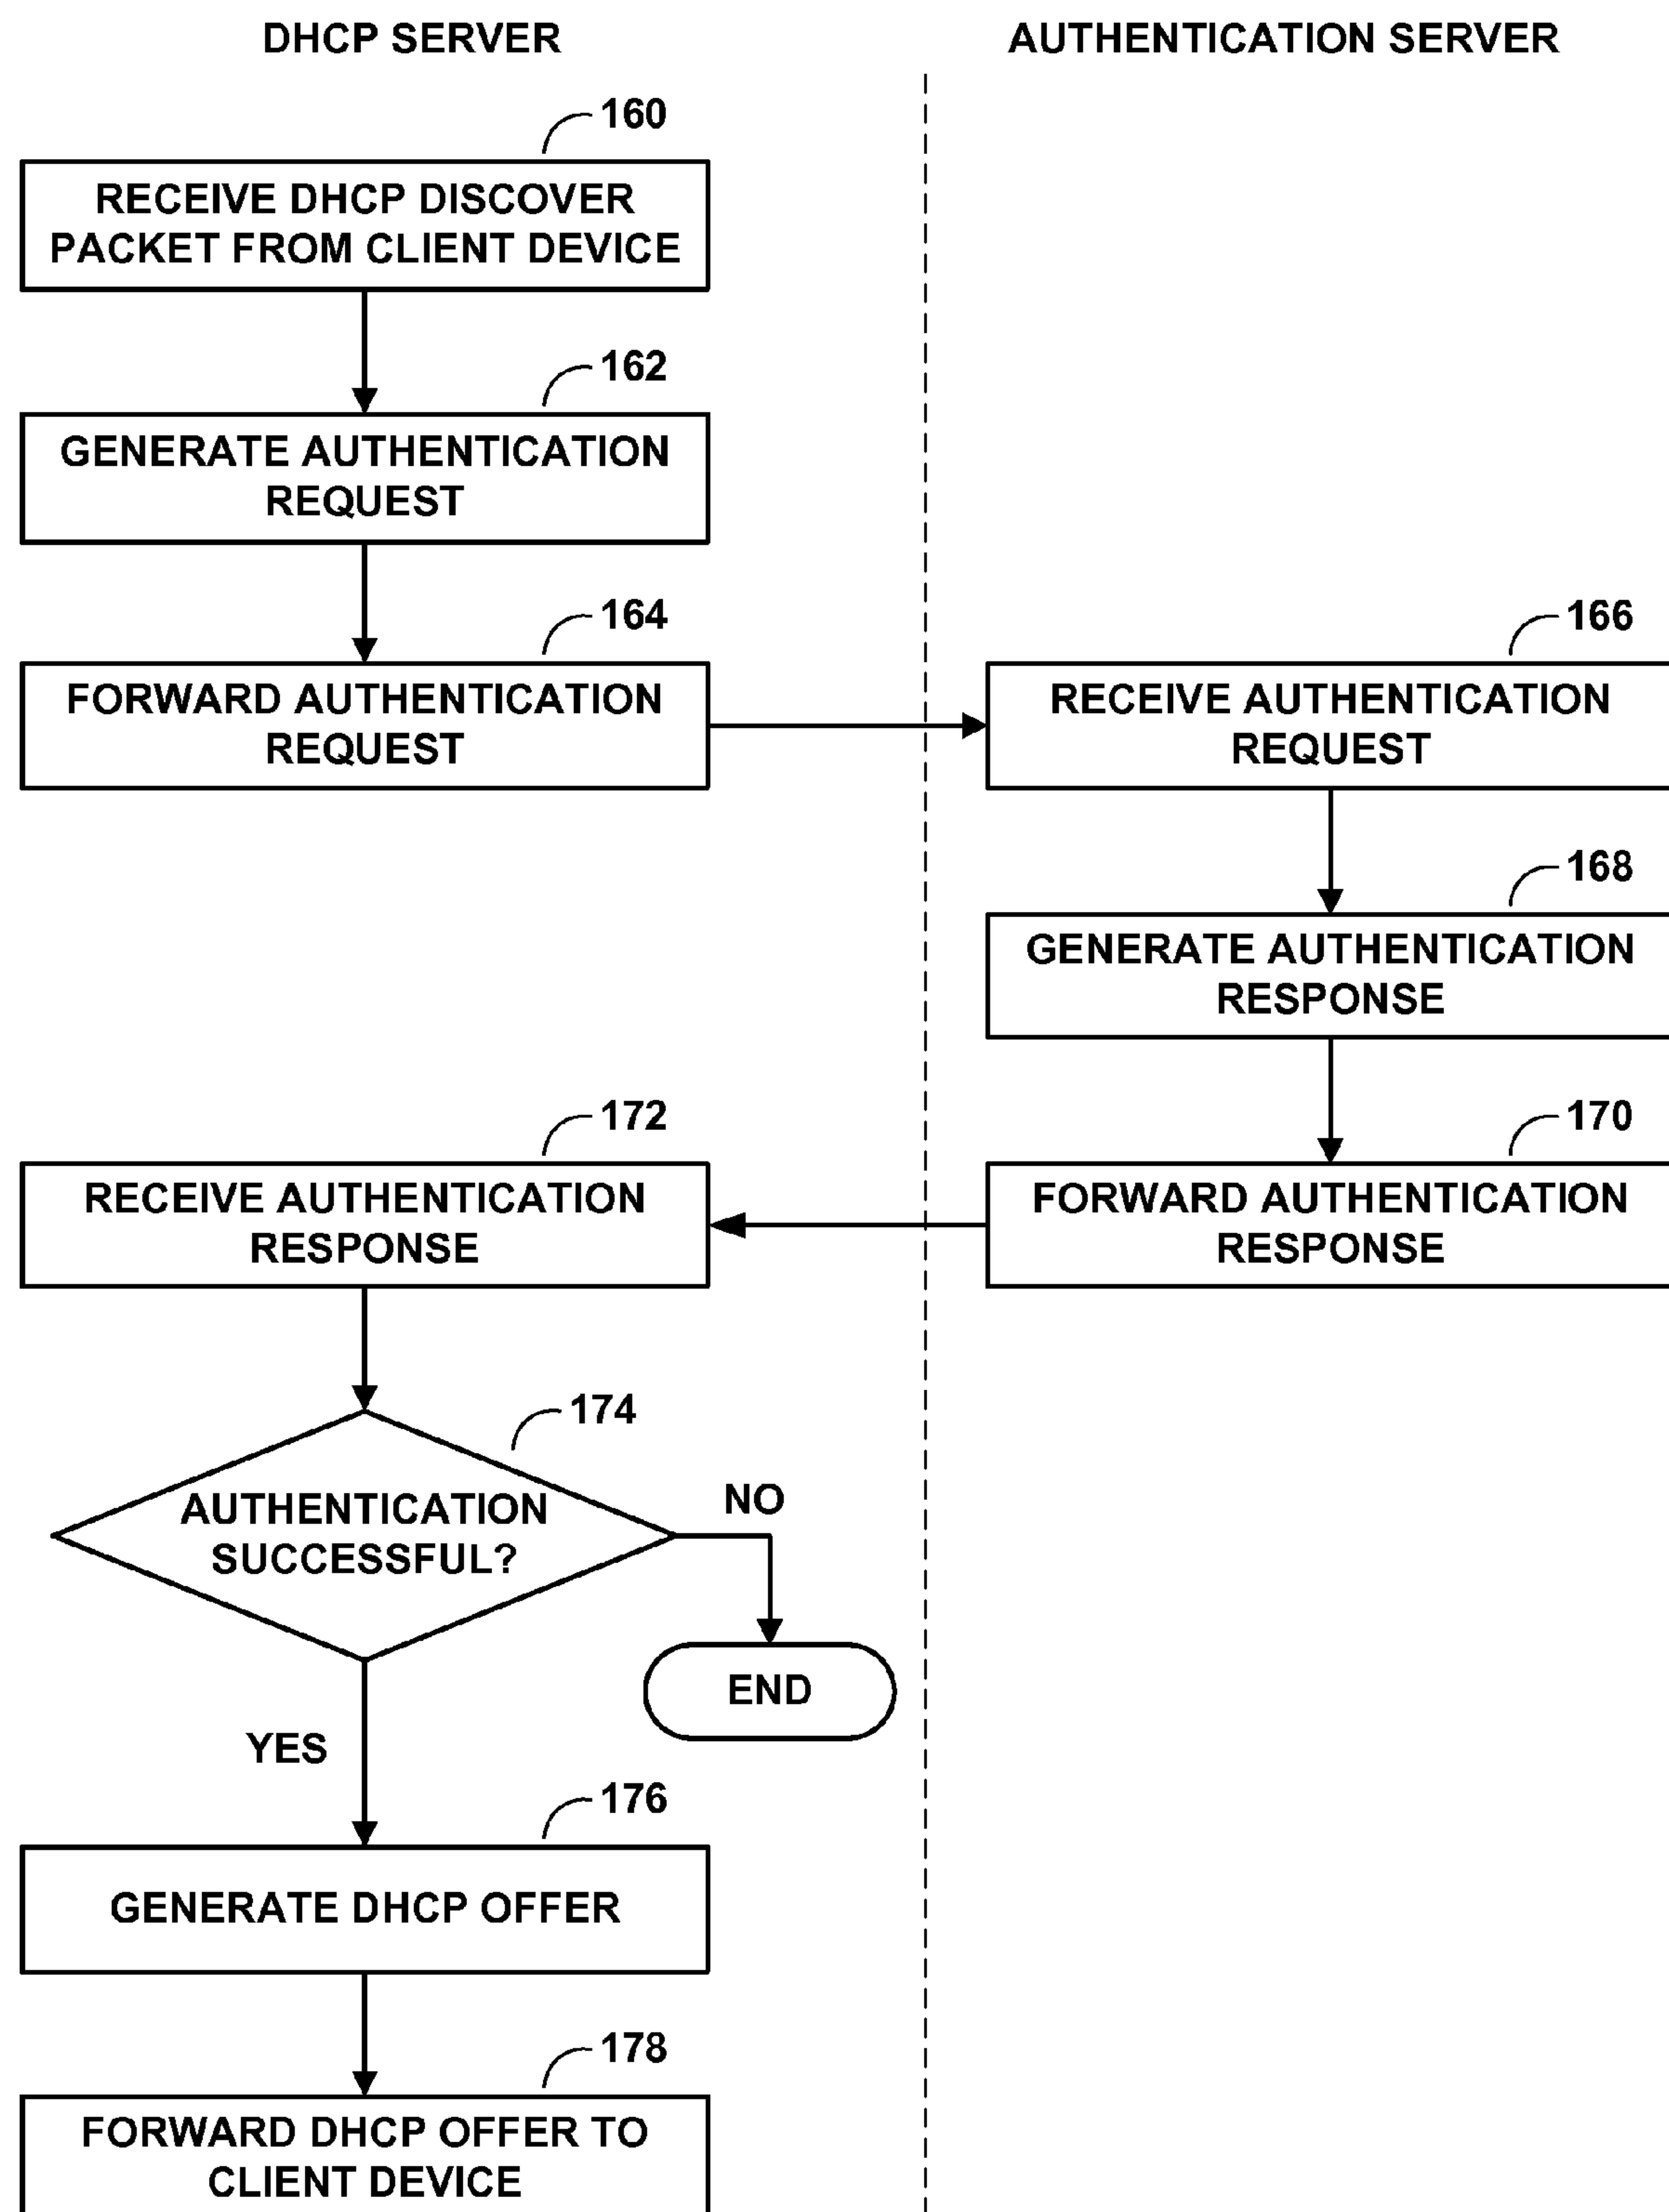 DHCP SERVER
AUTHENTICATION SERVER
160
RECEIVE DHCP DISCOVER
PACKET FROM CLIENT DEVICE
162
GENERATE AUTHENTICATION
REQUEST
164
FORWARD AUTHENTICATION
REQUEST
166
RECEIVE AUTHENTICATION
REQUEST
168
GENERATE AUTHENTICATION
RESPONSE
170
FORWARD AUTHENTICATION
RESPONSE
172
RECEIVE AUTHENTICATION
RESPONSE
174
AUTHENTICATION
SUCCESSFUL?
NO
END
YES
176
GENERATE DHCP OFFER
178
FORWARD DHCP OFFER TO
CLIENT DEVICE